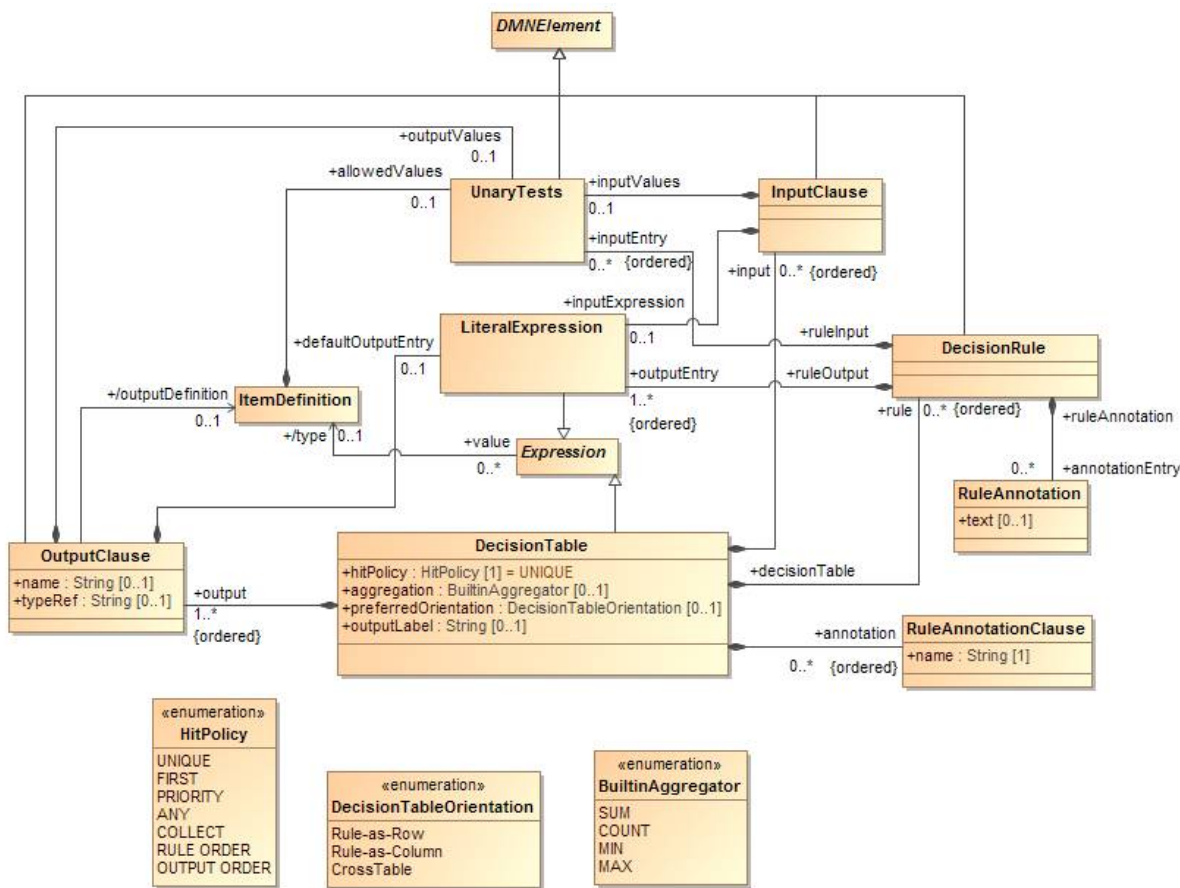 DMNElement
+outputValues
0..1
+allowedValues
0..1
UnaryTests
+inputValues
0..1
InputClause
+inputEntry
0..* {ordered}
+input 0..* {ordered}
+inputExpression
0..1
LiteralExpression
+ruleInput
DecisionRule
+defaultOutputEntry
0..1
+outputEntry
1..*
{ordered}
+ruleOutput
+/outputDefinition
0..1
ItemDefinition
+/type 0..1
+rule 0..* {ordered}
+ruleAnnotation
+value
0..*
Expression
0..*
+annotationEntry
RuleAnnotation
+text [0..1]
OutputClause
+name : String [0..1]
+typeRef : String [0..1]
+output
1..*
{ordered}
DecisionTable
+hitPolicy : HitPolicy [1] = UNIQUE
+aggregation : BuiltinAggregator [0..1]
+preferredOrientation : DecisionTableOrientation [0..1]
+outputLabel : String [0..1]
+decisionTable
+annotation
0..* {ordered}
RuleAnnotationClause
+name : String [1]
«enumeration»
HitPolicy
UNIQUE
FIRST
PRIORITY
ANY
COLLECT
RULE ORDER
OUTPUT ORDER
«enumeration»
DecisionTableOrientation
Rule-as-Row
Rule-as-Column
CrossTable
«enumeration»
BuiltinAggregator
SUM
COUNT
MIN
MAX